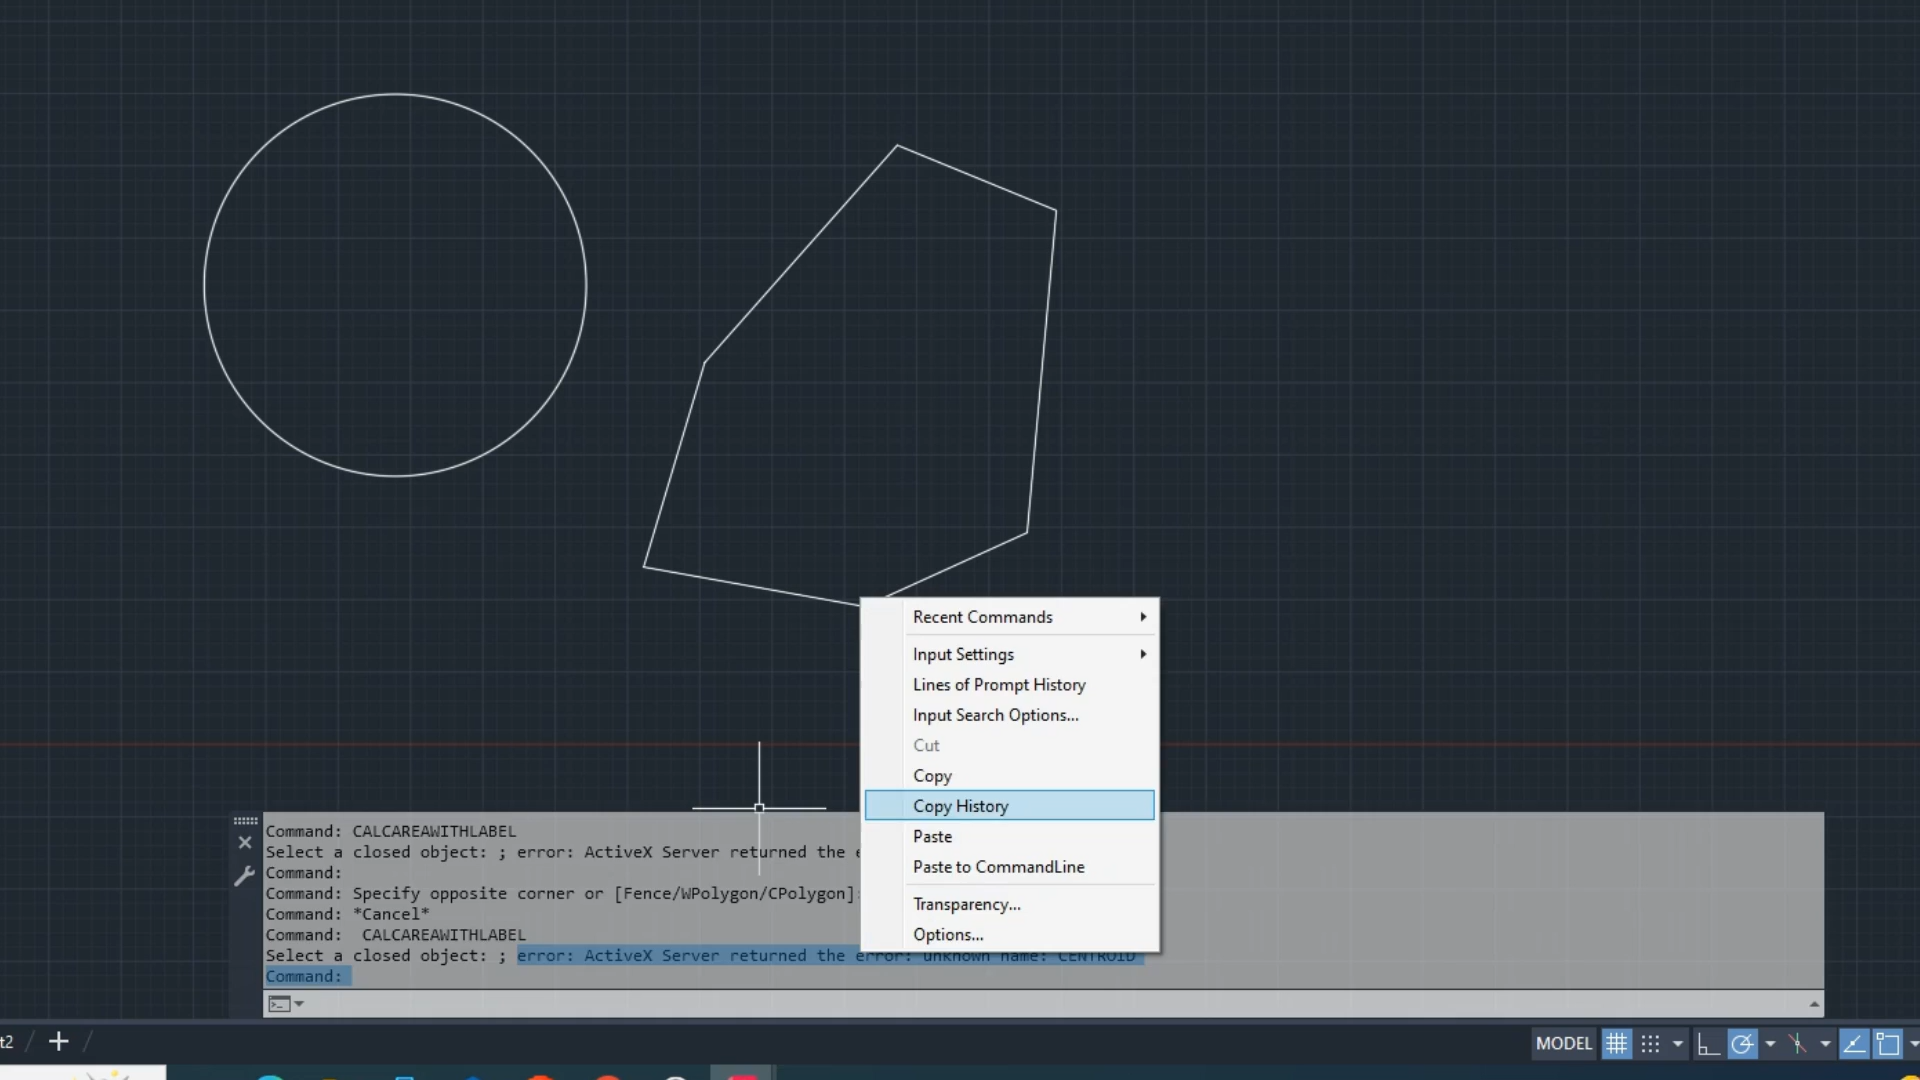 Recent Commands
Input Settings
Lines of Prompt History
Input Search Options...
Cut
Copy
Copy History
Paste
Paste to CommandLine
Transparency...
Options...
Command: CALCAREAWITHLABEL
Select a closed object: ; error: ActiveX Server returned the
Command:
Command: Specify opposite corner or [Fence/WPolygon/CPolygon]:
Command: *Cancel*
Command:  CALCAREAWITHLABEL
Select a closed object: ; error: ActiveX Server returned the error: unknown name: CENTROID
Command:
t2
MODEL